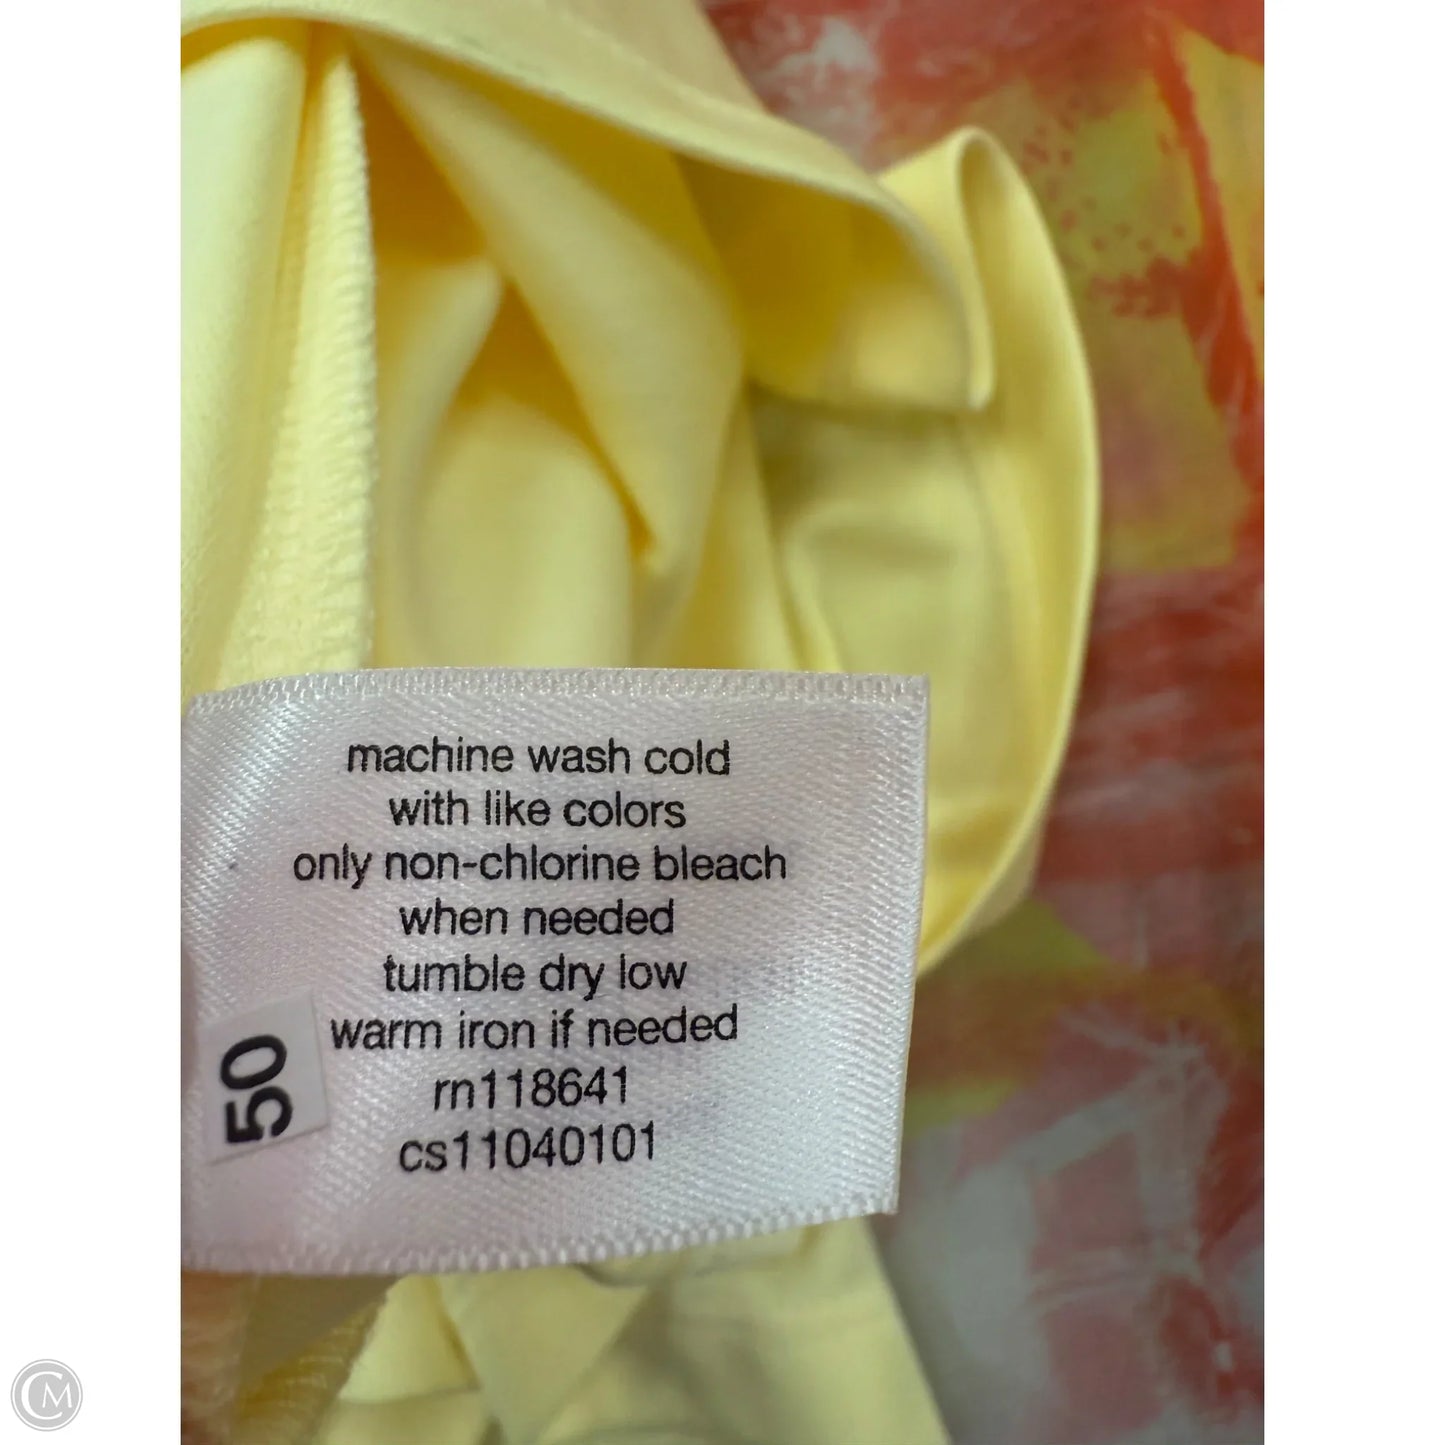 machine wash cold
with like colors
only non-chlorine bleach
when needed
tumble dry low
warm iron if needed
rn118641
cs11040101
50
CM